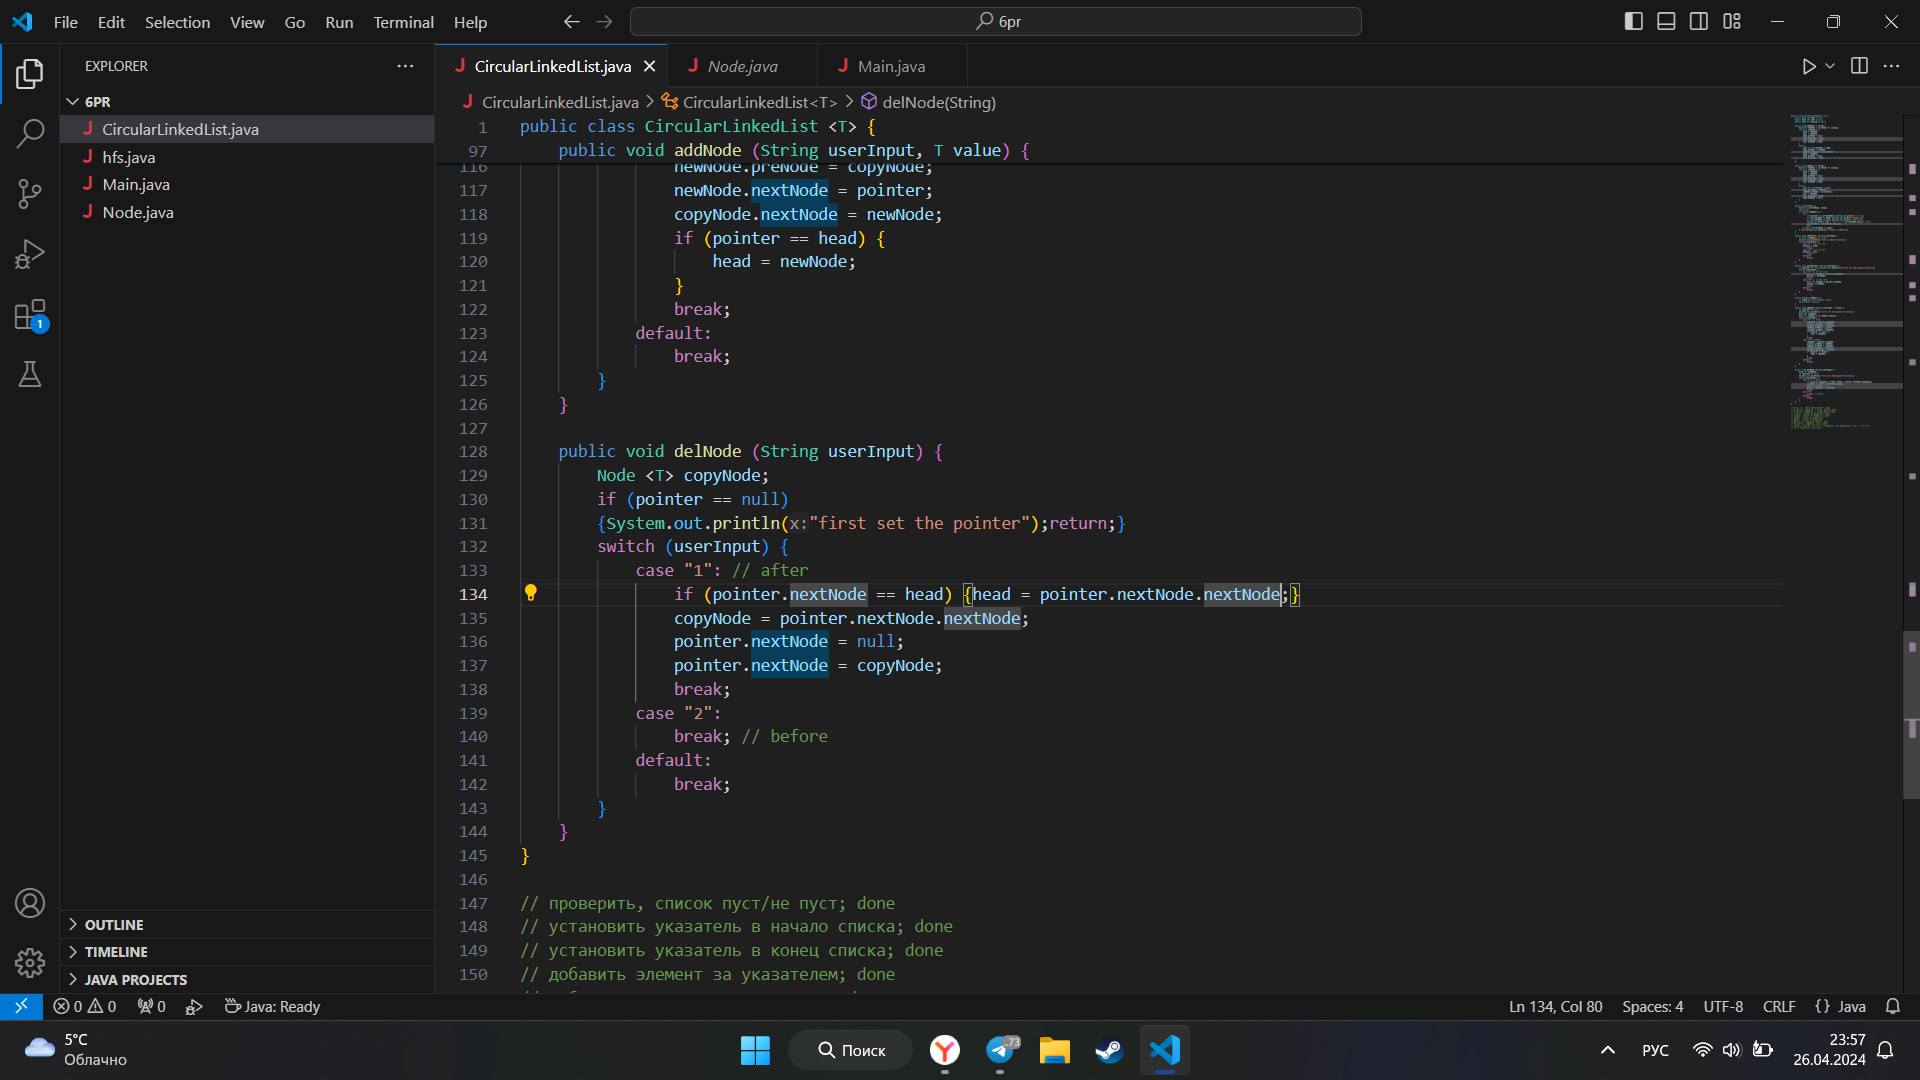 File Edit Selection View Go Run Terminal Help
6pr
EXPLORER
6PR
CircularLinkedList.java
hfs.java
Main.java
Node.java
OUTLINE
TIMELINE
JAVA PROJECTS
CircularLinkedList.java Node.java Main.java
CircularLinkedList.java > CircularLinkedList<T> > delNode(String)
1 public class CircularLinkedList <T> {
97 public void addNode (String userInput, T value) {
116 newNode.preNode = copyNode;
117 newNode.nextNode = pointer;
118 copyNode.nextNode = newNode;
119 if (pointer == head) {
120 head = newNode;
121 }
122 break;
123 default:
124 break;
125 }
126 }
127
128 public void delNode (String userInput) {
129 Node <T> copyNode;
130 if (pointer == null)
131 {System.out.println(x:"first set the pointer");return;}
132 switch (userInput) {
133 case "1": // after
134 if (pointer.nextNode == head) {head = pointer.nextNode.nextNode;}
135 copyNode = pointer.nextNode.nextNode;
136 pointer.nextNode = null;
137 pointer.nextNode = copyNode;
138 break;
139 case "2":
140 break; // before
141 default:
142 break;
143 }
144 }
145 }
146
147 // проверить, список пуст/не пуст; done
148 // установить указатель в начало списка; done
149 // установить указатель в конец списка; done
150 // добавить элемент за указателем; done
1
0 0 0 Java: Ready
Ln 134, Col 80 Spaces: 4 UTF-8 CRLF {} Java
5°C
Облачно
Поиск
73
РУС
23:57
26.04.2024